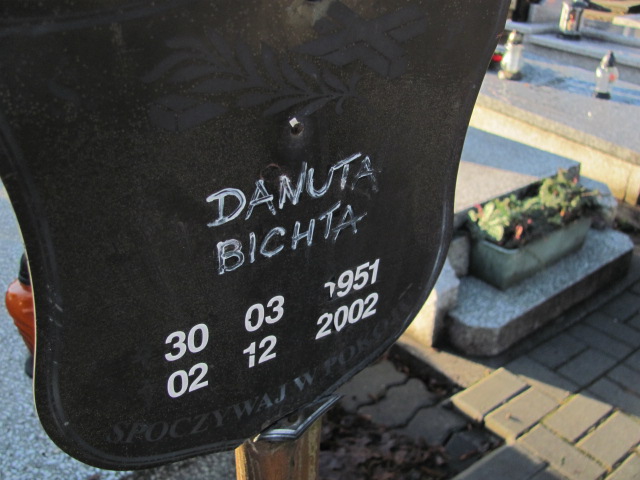 DANUTA
BICHTA
30 03 1951
02 12 2002
SPOCZYWAJ W POKOJU